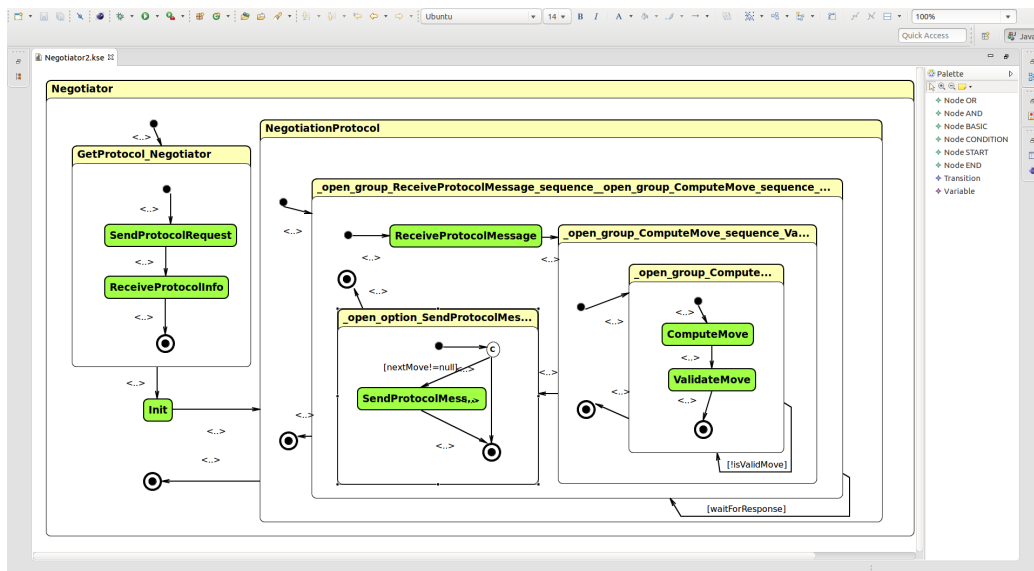 Ubuntu
14
B
I
A
100%
Quick Access
Java
Negotiator2.kse
Palette
Node OR
Node AND
Node BASIC
Node CONDITION
Node START
Node END
Transition
Variable
Negotiator
<..>
GetProtocol_Negotiator
<..>
SendProtocolRequest
<..>
ReceiveProtocolInfo
<..>
<..>
Init
<..>
<..>
NegotiationProtocol
<..>
<..>
_open_group_ReceiveProtocolMessage_sequence__open_group_ComputeMove_sequence_...
ReceiveProtocolMessage
<..>
<..>
<..>
_open_option_SendProtocolMes...
C
[nextMove!=null]
<..>
SendProtocolMess...
<..>
<..>
<..>
_open_group_ComputeMove_sequence_Va...
<..>
<..>
_open_group_Compute...
<..>
ComputeMove
<..>
ValidateMove
<..>
[!isValidMove]
[waitForResponse]